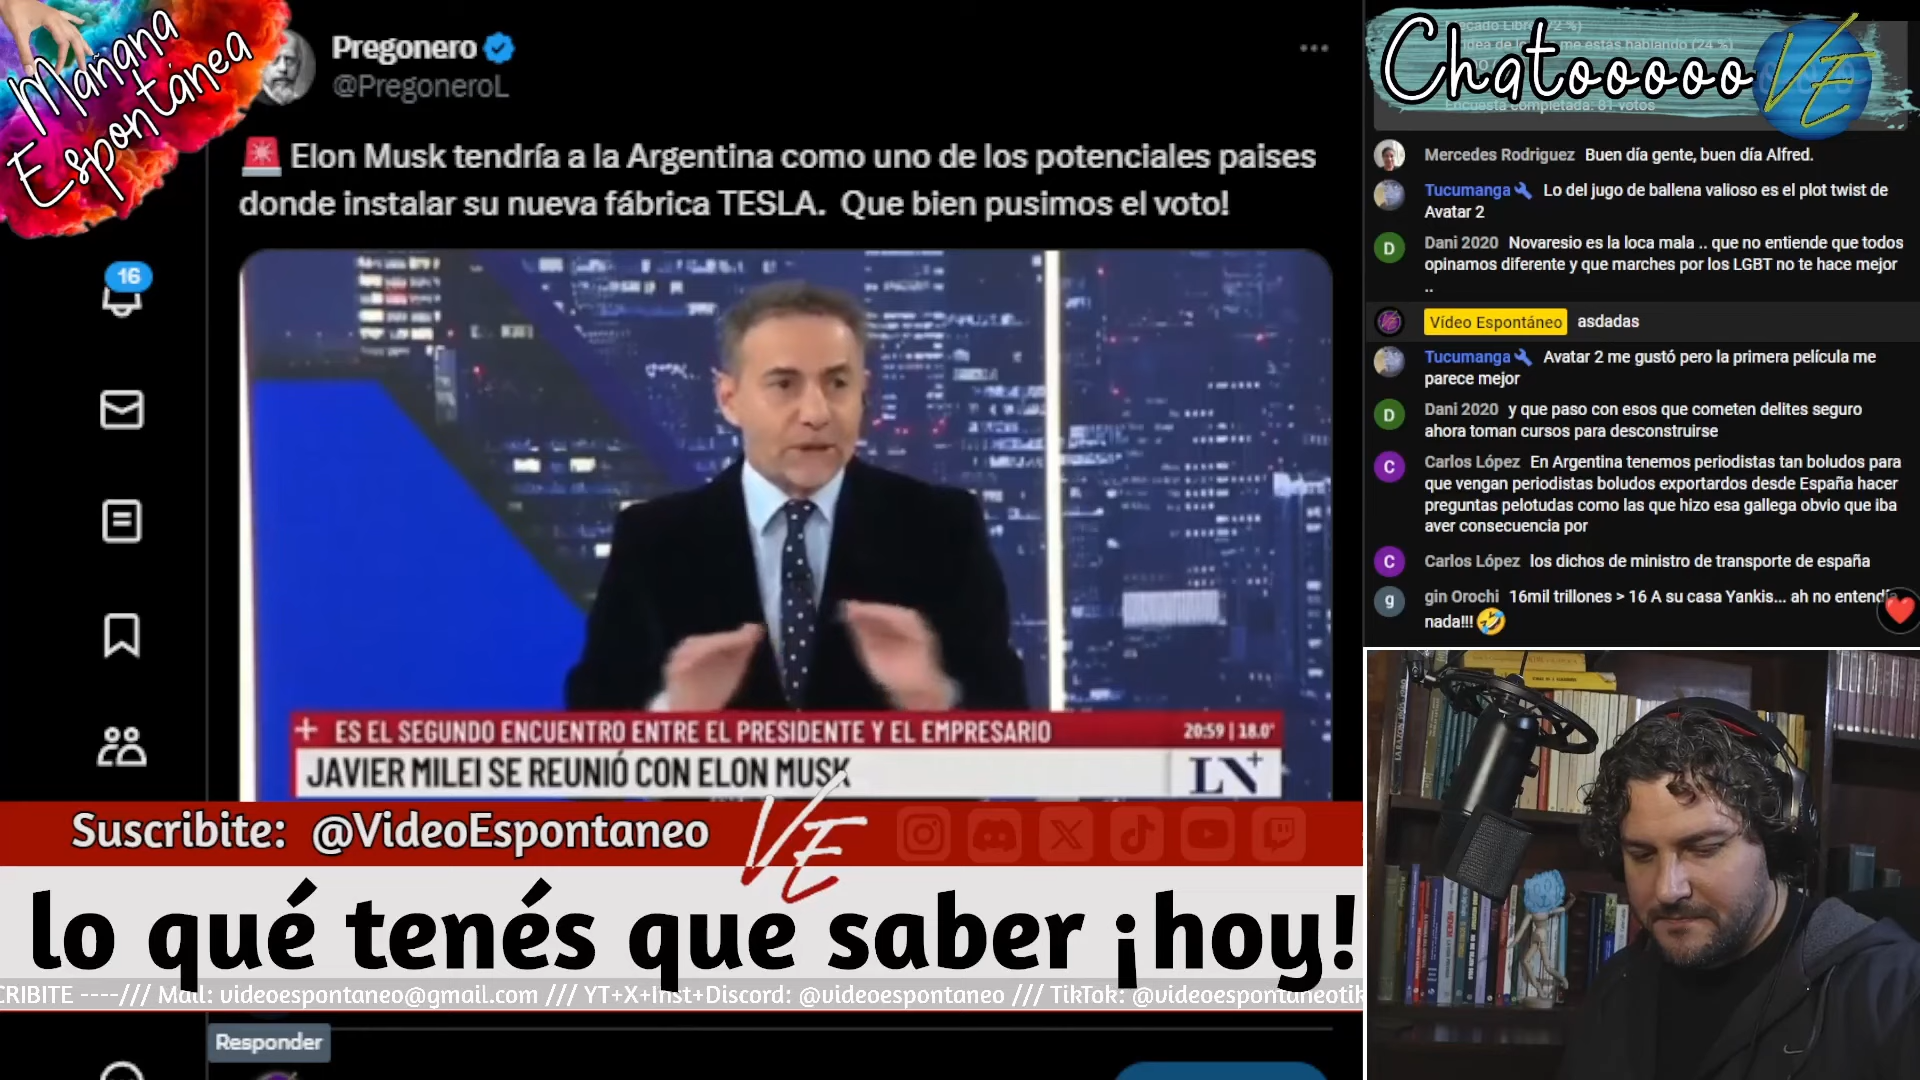 Mañana
Espontánea
Pregonero
@PregoneroL
Elon Musk tendría a la Argentina como uno de los potenciales paises
donde instalar su nueva fábrica TESLA. Que bien pusimos el voto!
16
+ ES EL SEGUNDO ENCUENTRO ENTRE EL PRESIDENTE Y EL EMPRESARIO
20:59 | 18.0°
JAVIER MILEI SE REUNIÓ CON ELON MUSK
LN+
Suscribite: @VideoEspontaneo
VE
lo qué tenés que saber ¡hoy!
CRIBITE ----/// Mail: videoespontaneo@gmail.com /// YT+X+Inst+Discord: @videoespontaneo /// TikTok: @videoespontaneotik
Responder
Chatooooo VE
me estás hablando (24 %)
Encuesta completada: 81 votos
Mercedes Rodriguez Buen día gente, buen día Alfred.
Tucumanga Lo del jugo de ballena valioso es el plot twist de
Avatar 2
D
Dani 2020 Novaresio es la loca mala .. que no entiende que todos
opinamos diferente y que marches por los LGBT no te hace mejor
..
Vídeo Espontáneo asdadas
Tucumanga Avatar 2 me gustó pero la primera película me
parece mejor
D
Dani 2020 y que paso con esos que cometen delites seguro
ahora toman cursos para desconstruirse
C
Carlos López En Argentina tenemos periodistas tan boludos para
que vengan periodistas boludos exportardos desde España hacer
preguntas pelotudas como las que hizo esa gallega obvio que iba
aver consecuencia por
C
Carlos López los dichos de ministro de transporte de españa
g
gin Orochi 16mil trillones > 16 A su casa Yankis... ah no entendía
nada!!!